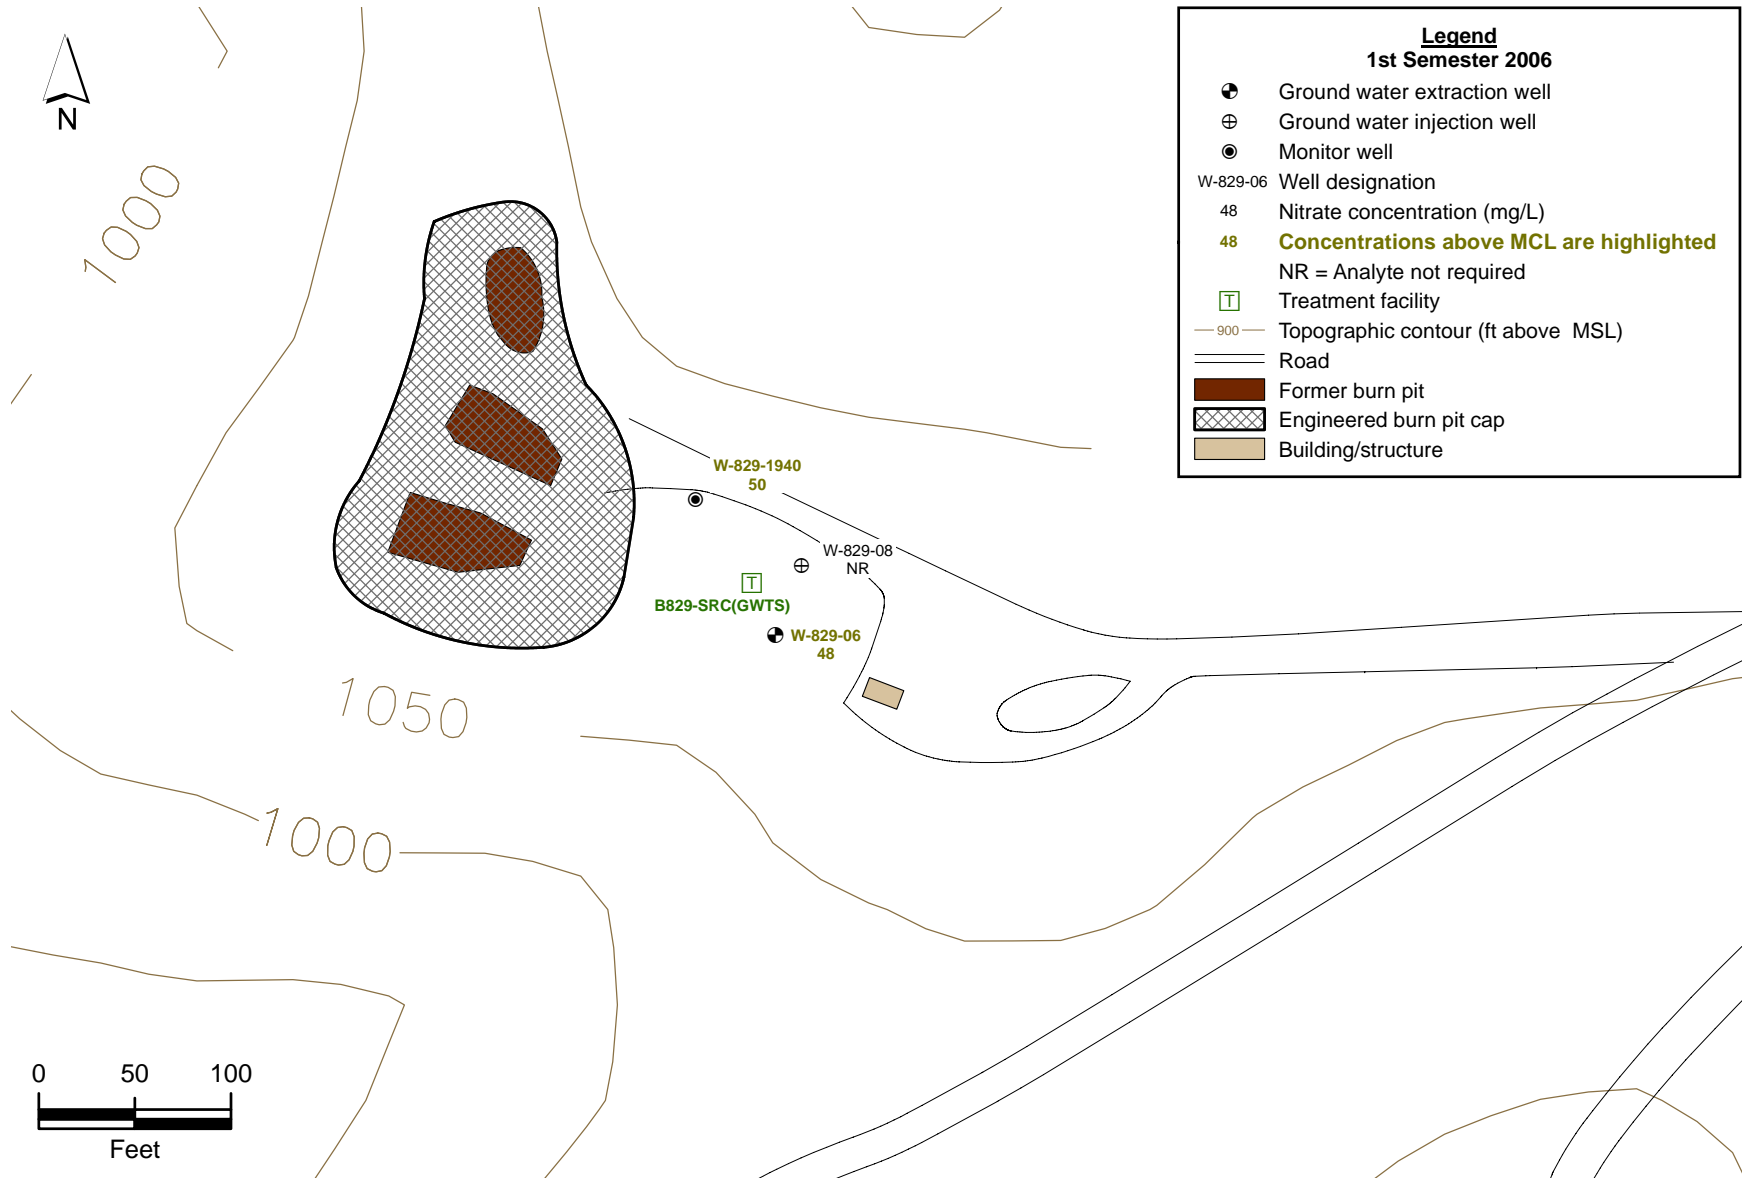 Legend
1st Semester 2006
Ground water extraction well
Ground water injection well
Monitor well
W-829-06 Well designation
48 Nitrate concentration (mg/L)
48 Concentrations above MCL are highlighted
NR = Analyte not required
T Treatment facility
900 Topographic contour (ft above MSL)
Road
Former burn pit
Engineered burn pit cap
Building/structure
N
1000
W-829-1940
50
W-829-08
NR
T
B829-SRC(GWTS)
W-829-06
48
1050
1000
0 50 100
Feet